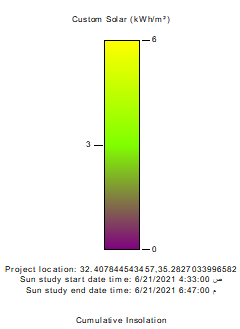 Custom Solar (kWh/m²)
6
3
0
Project location: 32.407844543457,35.2827033996582
Sun study start date time: 6/21/2021 4:33:00 ص
Sun study end date time: 6/21/2021 6:47:00 م
Cumulative Insolation